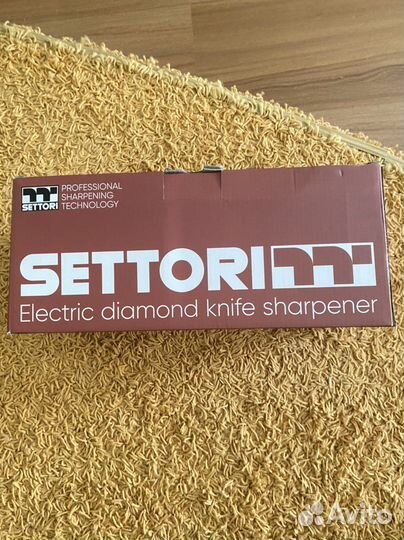 SETTORI
PROFESSIONAL
SHARPENING
TECHNOLOGY
SETTORI
Electric diamond knife sharpener
Avito